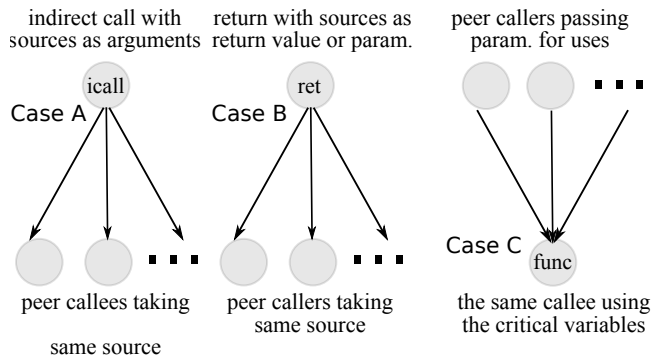 indirect call with
sources as arguments
icall
Case A
peer callees taking
same source
return with sources as
return value or param.
ret
Case B
peer callers taking
same source
peer callers passing
param. for uses
Case C
func
the same callee using
the critical variables